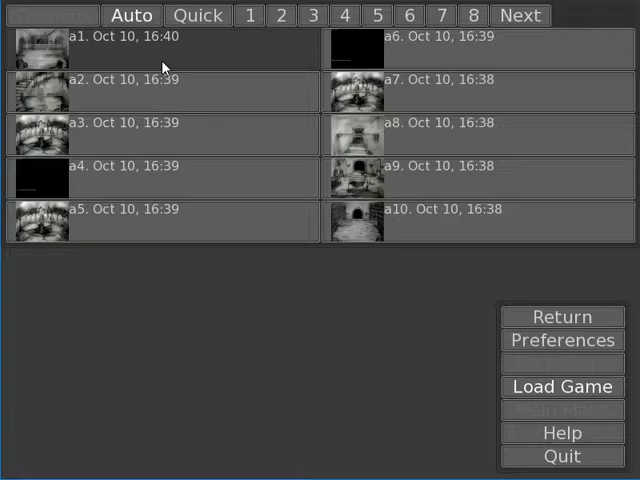 Auto Quick 1 2 3 4 5 6 7 8 Next
a1. Oct 10, 16:40
a2. Oct 10, 16:39
a3. Oct 10, 16:39
a4. Oct 10, 16:39
a5. Oct 10, 16:39
a6. Oct 10, 16:39
a7. Oct 10, 16:38
a8. Oct 10, 16:38
a9. Oct 10, 16:38
a10. Oct 10, 16:38
Return
Preferences
Load Game
Help
Quit